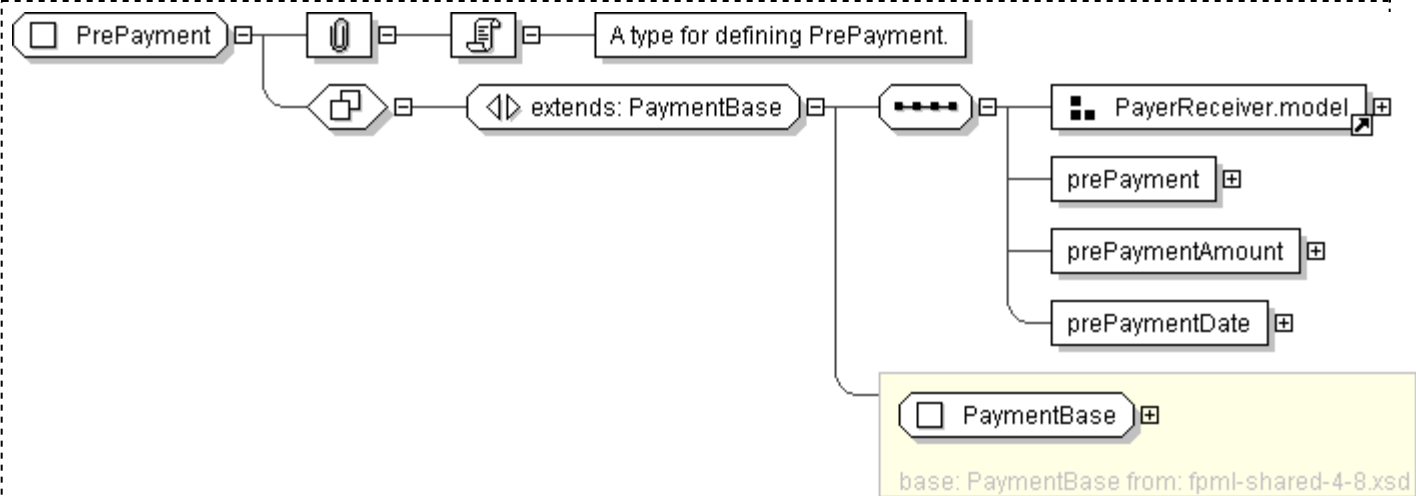 PrePayment
A type for defining PrePayment.
extends: PaymentBase
PayerReceiver.model
prePayment
prePaymentAmount
prePaymentDate
PaymentBase
base: PaymentBase from: fpml-shared-4-8.xsd